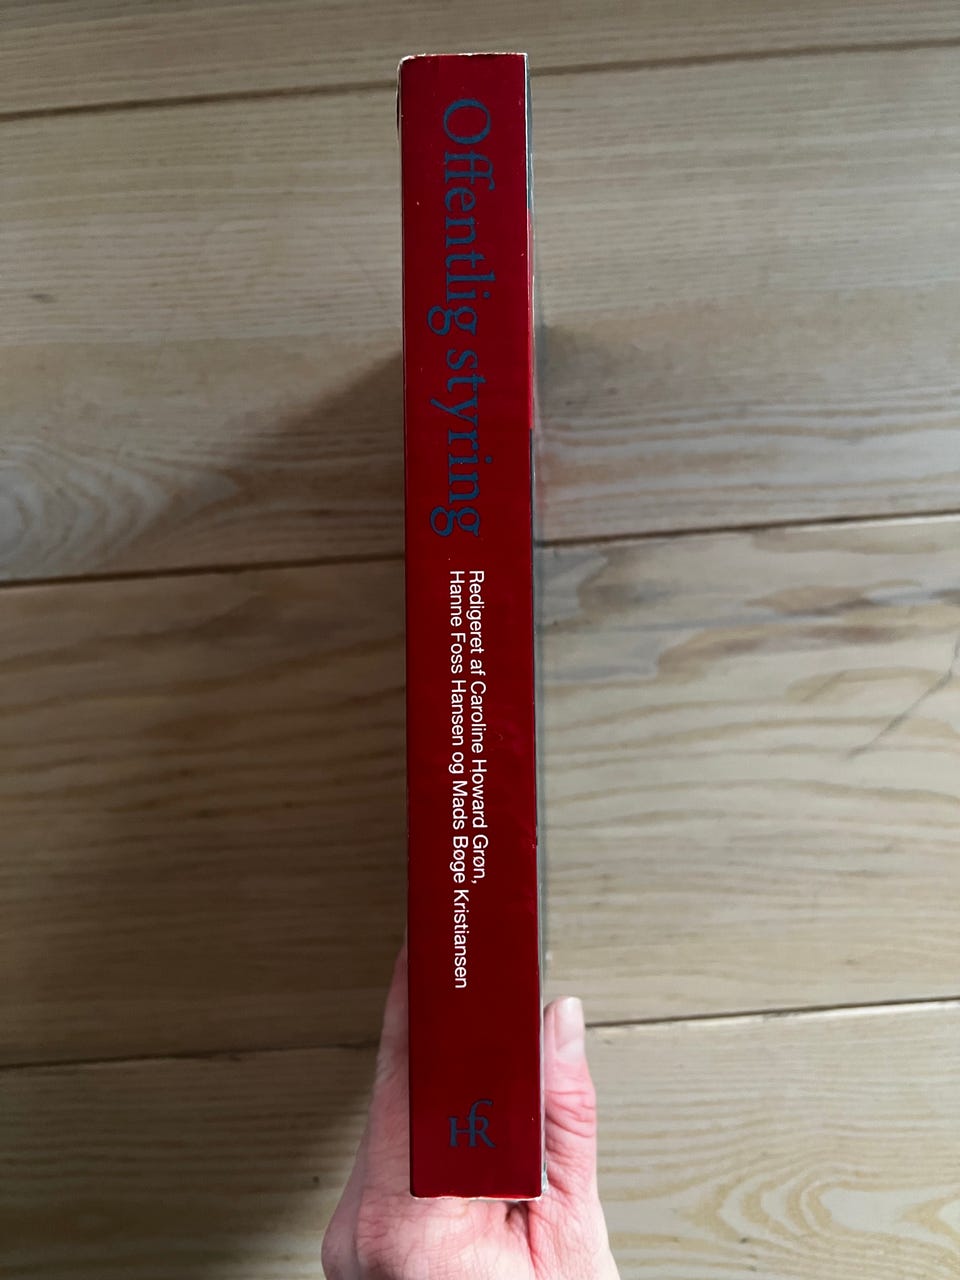 Offentlig styring
Redigeret af Caroline Howard Grøn,
Hanne Foss Hansen og Mads Bøge Kristiansen
HR